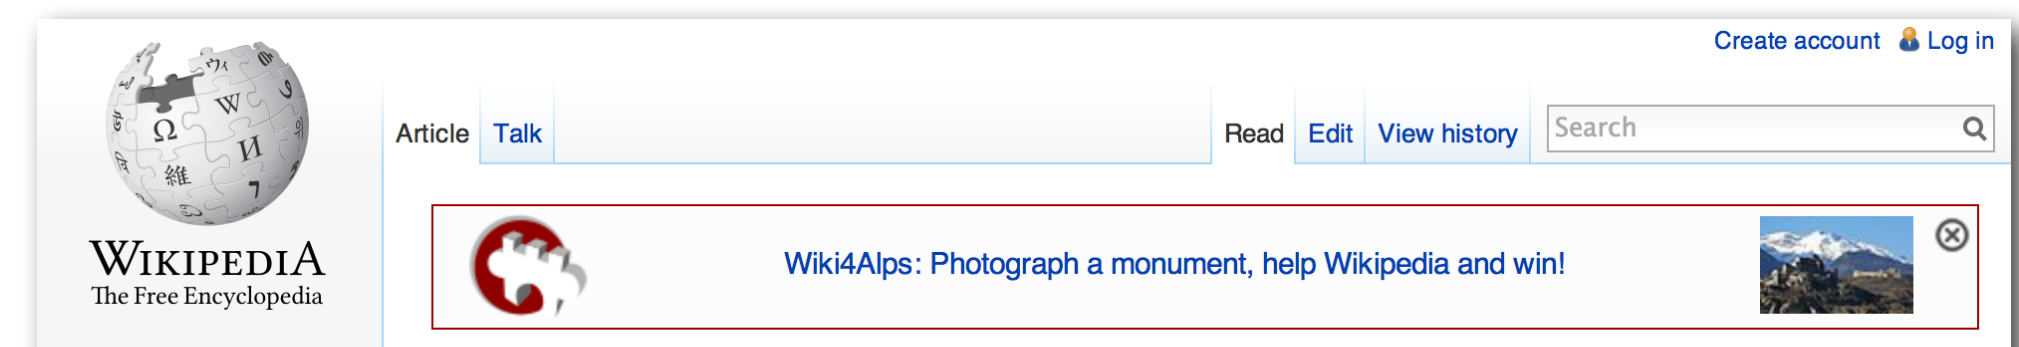 Create account Log in
Article Talk Read Edit View history Search
WIKIPEDIA
The Free Encyclopedia
Wiki4Alps: Photograph a monument, help Wikipedia and win!